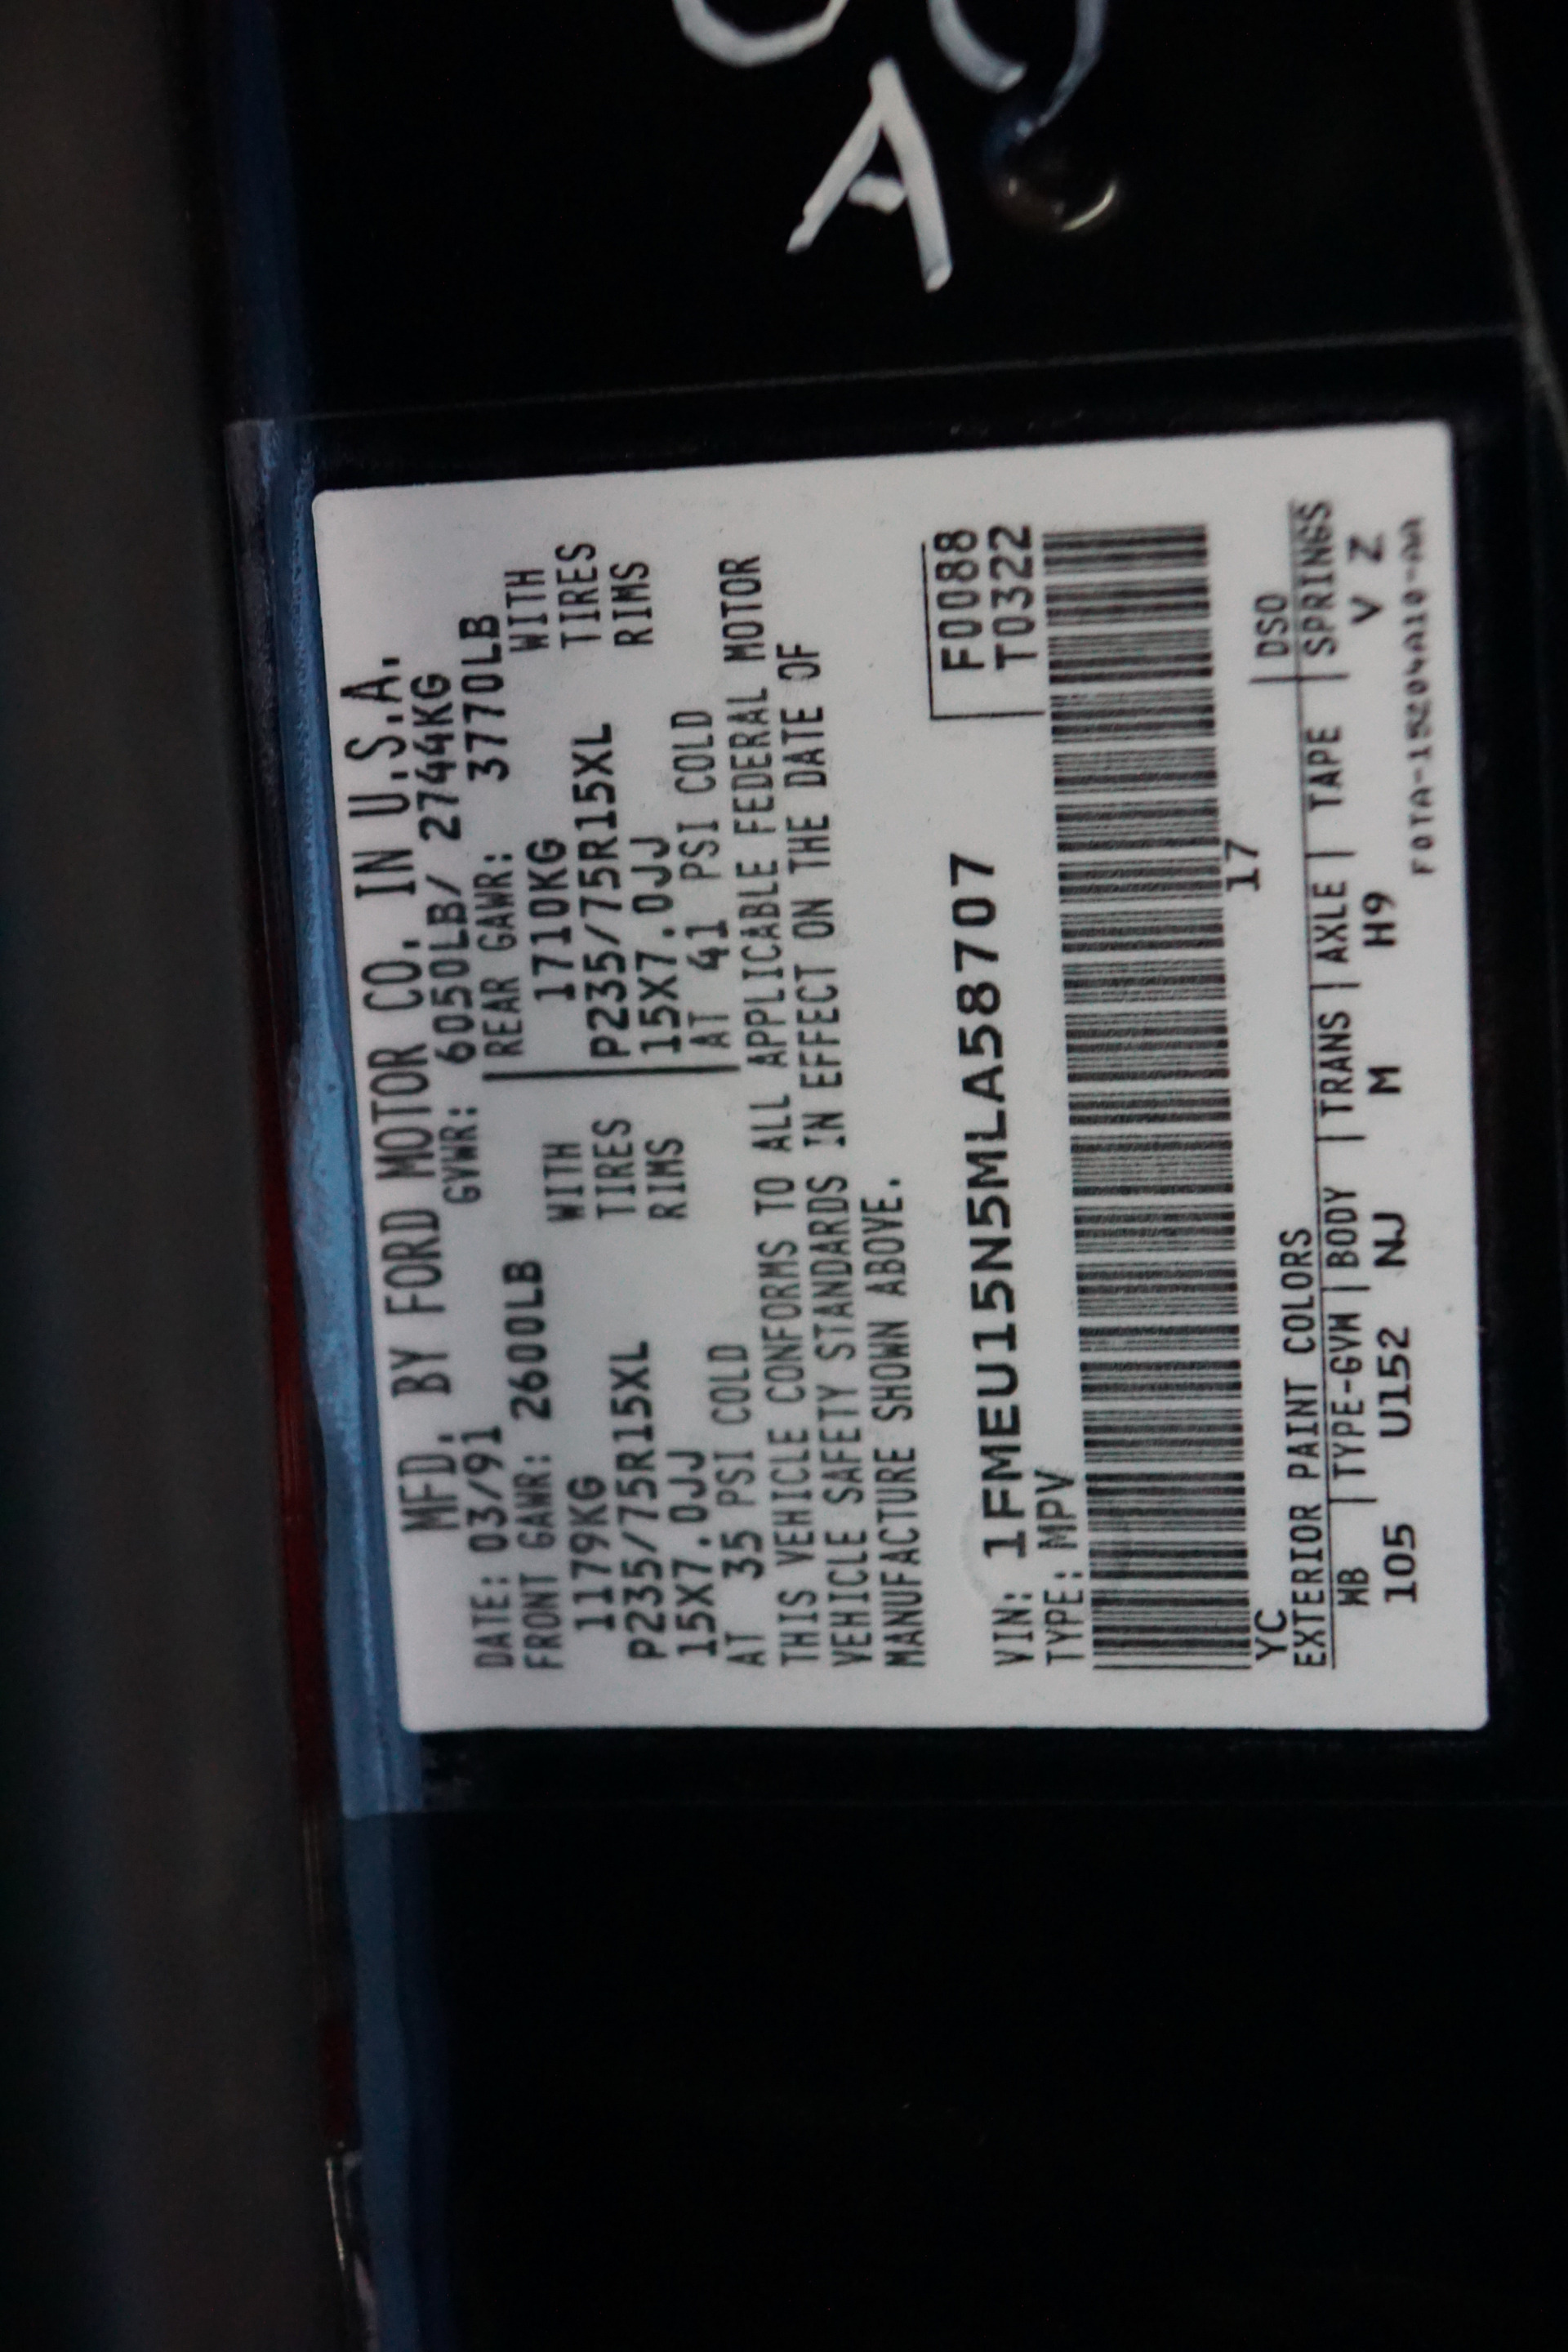 A
MFD. BY FORD MOTOR CO. IN U.S.A.
DATE: 03/91 GVWR: 6050LB/ 2744KG
FRONT GAWR: 2600LB REAR GAWR: 3770LB
1179KG WITH 1710KG WITH
P235/75R15XL TIRES P235/75R15XL TIRES
15X7.0JJ RIMS 15X7.0JJ RIMS
AT 35 PSI COLD AT 41 PSI COLD
THIS VEHICLE CONFORMS TO ALL APPLICABLE FEDERAL MOTOR
VEHICLE SAFETY STANDARDS IN EFFECT ON THE DATE OF
MANUFACTURE SHOWN ABOVE.
F0088
VIN: 1FMEU15N5MLA58707 T0322
TYPE: MPV
YC 17
EXTERIOR PAINT COLORS DSO
WB TYPE-GVW BODY TRANS AXLE TAPE SPRINGS
105 U152 NJ M H9 V Z
F0TA-1520WA10-AA